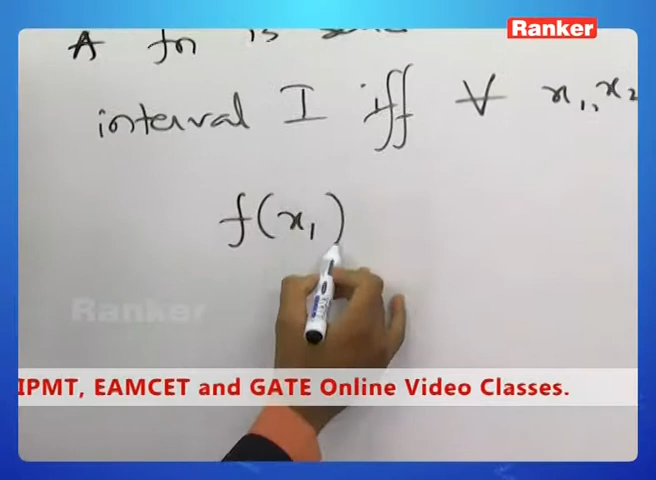 Ranker
A fn is
interval I iff ∀ x₁, x₂
f(x₁)
Ranker
IPMT, EAMCET and GATE Online Video Classes.